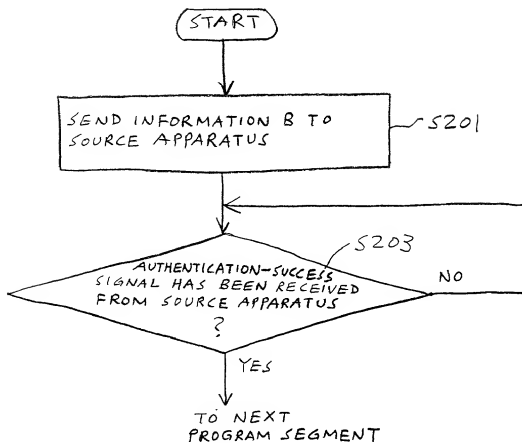 START
SEND INFORMATION B TO
SOURCE APPARATUS
S201
S203
AUTHENTICATION-SUCCESS
SIGNAL HAS BEEN RECEIVED
FROM SOURCE APPARATUS
?
NO
YES
TO NEXT
PROGRAM SEGMENT